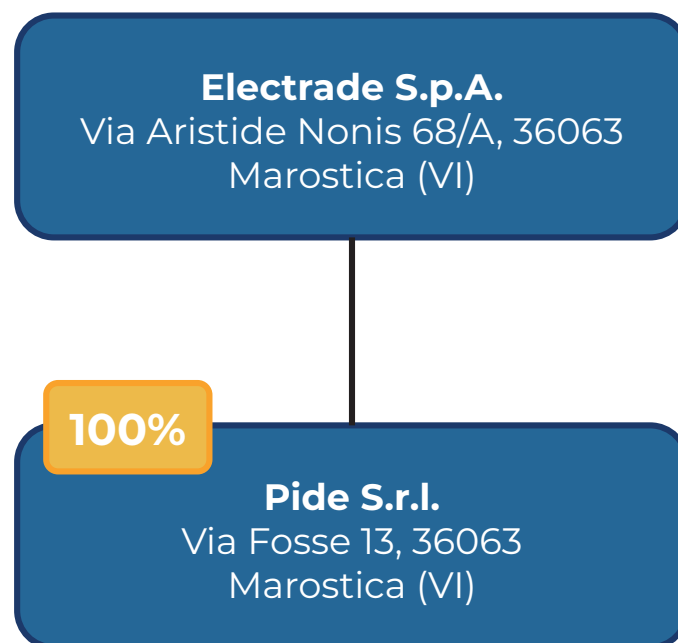 Electrade S.p.A.
Via Aristide Nonis 68/A, 36063
Marostica (VI)
100%
Pide S.r.l.
Via Fosse 13, 36063
Marostica (VI)